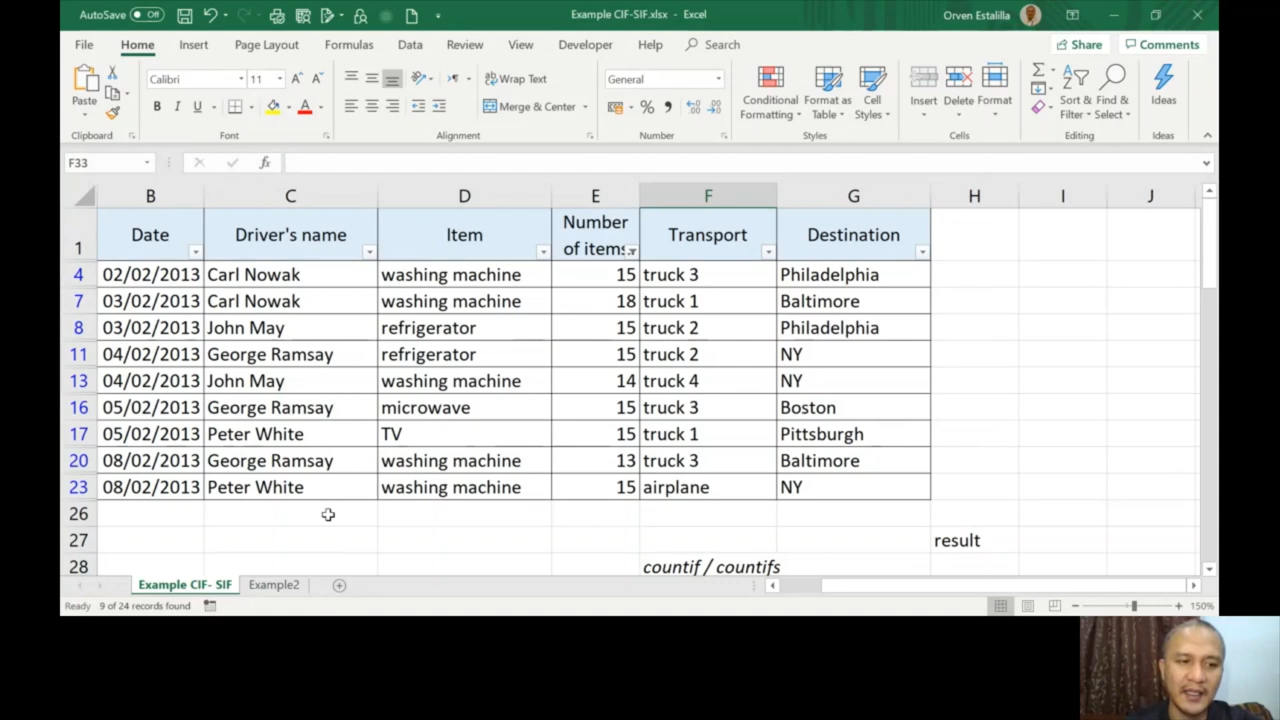 AutoSave Off Example CIF-SIF.xlsx - Excel Orven Estalilla
File Home Insert Page Layout Formulas Data Review View Developer Help Search Share Comments
Calibri 11 Wrap Text General
Paste Merge & Center Conditional Formatting Format as Table Cell Styles Insert Delete Format Sort & Filter Find & Select Ideas
Clipboard Font Alignment Number Styles Cells Editing Ideas
F33 fx
B C D E F G H I J
1 Date Driver's name Item Number of items Transport Destination
4 02/02/2013 Carl Nowak washing machine 15 truck 3 Philadelphia
7 03/02/2013 Carl Nowak washing machine 18 truck 1 Baltimore
8 03/02/2013 John May refrigerator 15 truck 2 Philadelphia
11 04/02/2013 George Ramsay refrigerator 15 truck 2 NY
13 04/02/2013 John May washing machine 14 truck 4 NY
16 05/02/2013 George Ramsay microwave 15 truck 3 Boston
17 05/02/2013 Peter White TV 15 truck 1 Pittsburgh
20 08/02/2013 George Ramsay washing machine 13 truck 3 Baltimore
23 08/02/2013 Peter White washing machine 15 airplane NY
26
27 result
28 countif / countifs
Example CIF- SIF Example2
Ready 9 of 24 records found 150%